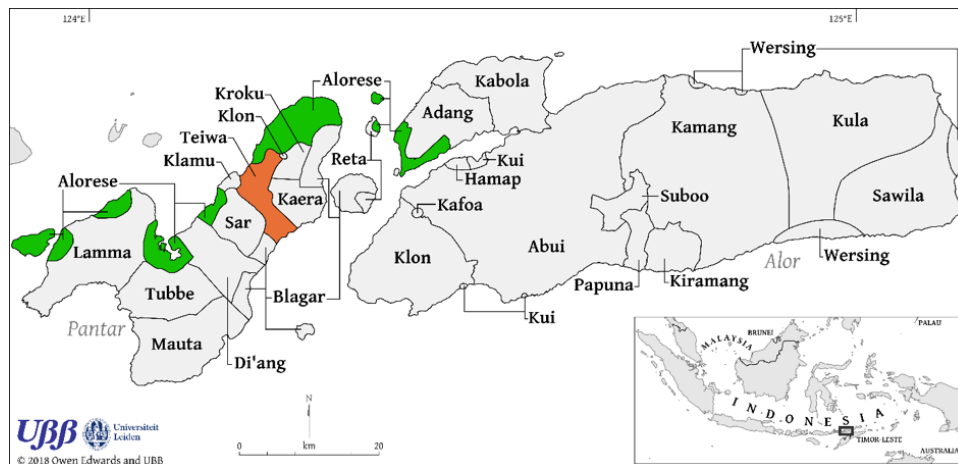 124°E
125°E
Wersing
Kabola
Alorese
Kroku
Adang
Klon
Kamang
Kula
Teiwa
Klamu
Reta
Kui
Hamap
Alorese
Kaera
Suboo
Sawila
Sar
Kafoa
Lamma
Klon
Abui
Alor
Wersing
Tubbe
Blagar
Papuna
Kiramang
Pantar
Kui
Mauta
Di'ang
PALAU
BRUNEI
MALAYSIA
INDONESIA
TIMOR-LESTE
AUSTRALIA
N
0 km 20
UBB
Universiteit
Leiden
© 2018 Owen Edwards and UBB